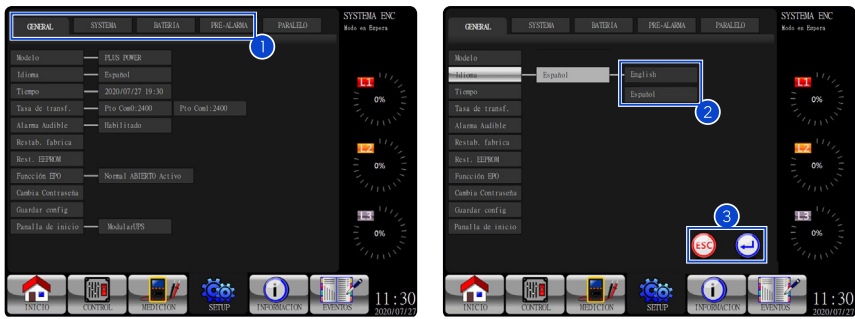 GENERAL SYSTEMA BATERIA PRE-ALARMA PARALELO
SYSTEMA ENC
Modo en Espera
1
Modelo PLUS POWER
Idioma Español
Tiempo 2020/07/27 19:30
Tasa de transf. Pto Com0:2400 Pto Com1:2400
Alarma Audible Habilitado
Restab. fabrica
Rest. EEPROM
Funcción EPO Normal ABIERTO Activo
Cambia Contraseña
Guardar config
Panalla de inicio ModularUPS
L1
0%
L2
0%
L3
0%
INICIO CONTROL MEDICION SETUP INFORMACION EVENTOS
11:30
2020/07/27
GENERAL SYSTEMA BATERIA PRE-ALARMA PARALELO
SYSTEMA ENC
Modo en Espera
Modelo
Idioma Español English
Español
2
Tiempo
Tasa de transf.
Alarma Audible
Restab. fabrica
Rest. EEPROM
Funcción EPO
Cambia Contraseña
Guardar config
Panalla de inicio
3
ESC
L1
0%
L2
0%
L3
0%
INICIO CONTROL MEDICION SETUP INFORMACION EVENTOS
11:30
2020/07/27